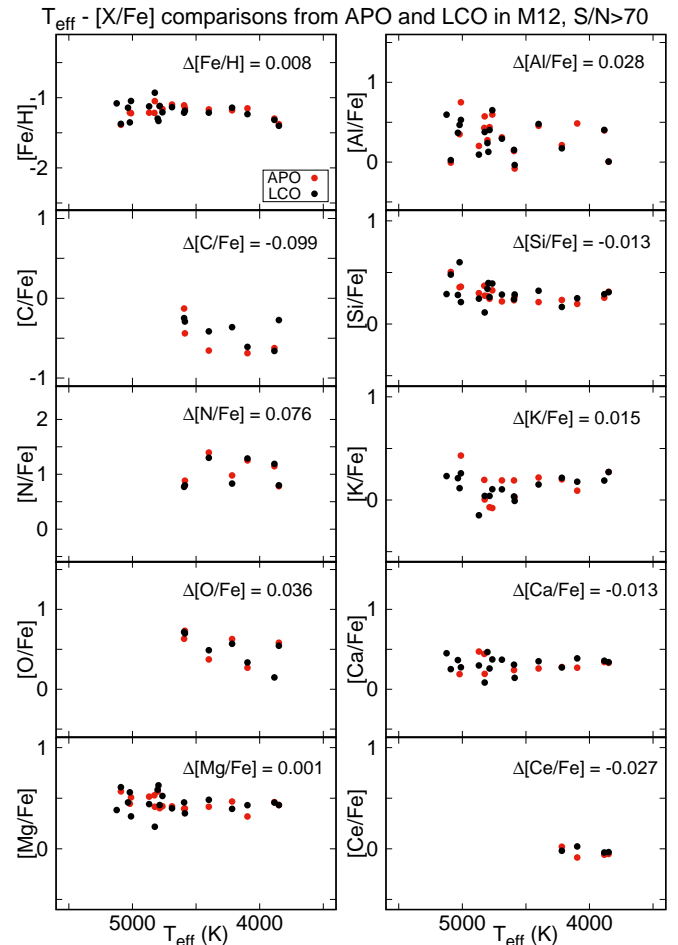 T_eff - [X/Fe] comparisons from APO and LCO in M12, S/N>70
Δ[Fe/H] = 0.008
[Fe/H]
-1
-2
APO
LCO
Δ[C/Fe] = -0.099
[C/Fe]
1
0
-1
Δ[N/Fe] = 0.076
[N/Fe]
2
1
0
Δ[O/Fe] = 0.036
[O/Fe]
1
0
Δ[Mg/Fe] = 0.001
[Mg/Fe]
1
0
5000
4000
T_eff (K)
Δ[Al/Fe] = 0.028
[Al/Fe]
1
0
Δ[Si/Fe] = -0.013
[Si/Fe]
1
0
Δ[K/Fe] = 0.015
[K/Fe]
1
0
Δ[Ca/Fe] = -0.013
[Ca/Fe]
1
0
Δ[Ce/Fe] = -0.027
[Ce/Fe]
1
0
5000
4000
T_eff (K)